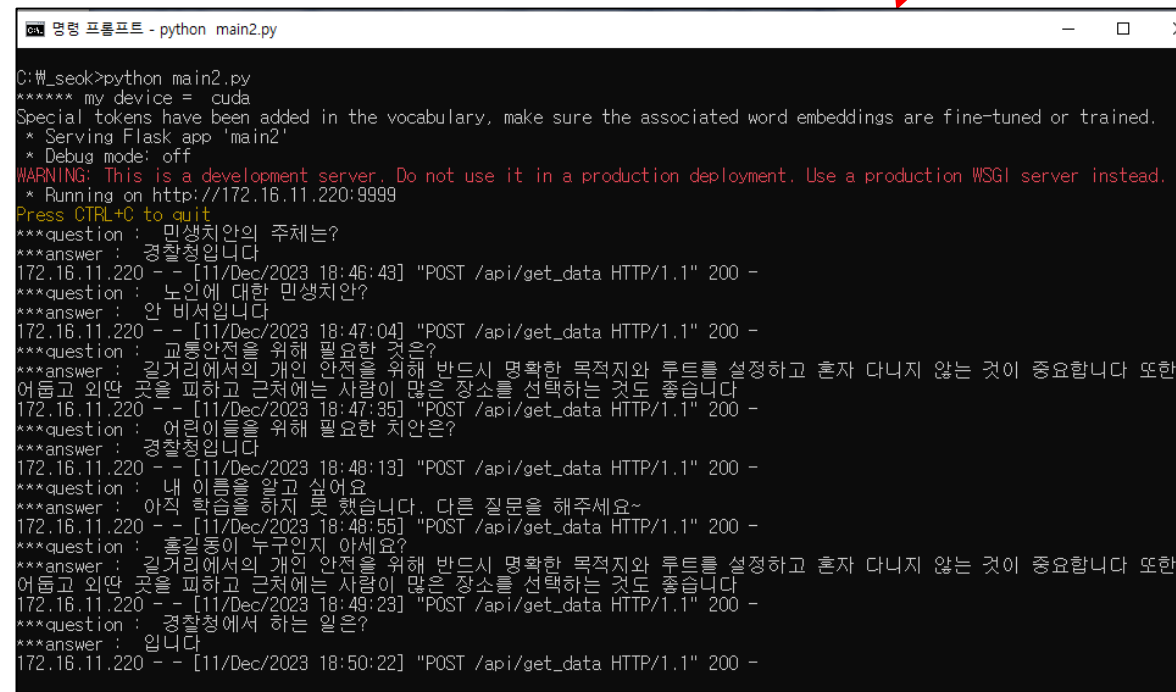 명령 프롬프트 - python main2.py
C:₩_seok>python main2.py
****** my device =  cuda
Special tokens have been added in the vocabulary, make sure the associated word embeddings are fine-tuned or trained.
 * Serving Flask app 'main2'
 * Debug mode: off
WARNING: This is a development server. Do not use it in a production deployment. Use a production WSGI server instead.
 * Running on http://172.16.11.220:9999
Press CTRL+C to quit
***question :  민생치안의 주체는?
***answer :  경찰청입니다
172.16.11.220 - - [11/Dec/2023 18:46:43] "POST /api/get_data HTTP/1.1" 200 -
***question :  노인에 대한 민생치안?
***answer :  안 비서입니다
172.16.11.220 - - [11/Dec/2023 18:47:04] "POST /api/get_data HTTP/1.1" 200 -
***question :  교통안전을 위해 필요한 것은?
***answer :  길거리에서의 개인 안전을 위해 반드시 명확한 목적지와 루트를 설정하고 혼자 다니지 않는 것이 중요합니다 또한
어둡고 외딴 곳을 피하고 근처에는 사람이 많은 장소를 선택하는 것도 좋습니다
172.16.11.220 - - [11/Dec/2023 18:47:35] "POST /api/get_data HTTP/1.1" 200 -
***question :  어린이들을 위해 필요한 치안은?
***answer :  경찰청입니다
172.16.11.220 - - [11/Dec/2023 18:48:13] "POST /api/get_data HTTP/1.1" 200 -
***question :  내 이름을 알고 싶어요
***answer :  아직 학습을 하지 못 했습니다. 다른 질문을 해주세요~
172.16.11.220 - - [11/Dec/2023 18:48:55] "POST /api/get_data HTTP/1.1" 200 -
***question :  홍길동이 누구인지 아세요?
***answer :  길거리에서의 개인 안전을 위해 반드시 명확한 목적지와 루트를 설정하고 혼자 다니지 않는 것이 중요합니다 또한
어둡고 외딴 곳을 피하고 근처에는 사람이 많은 장소를 선택하는 것도 좋습니다
172.16.11.220 - - [11/Dec/2023 18:49:23] "POST /api/get_data HTTP/1.1" 200 -
***question :  경찰청에서 하는 일은?
***answer :  입니다
172.16.11.220 - - [11/Dec/2023 18:50:22] "POST /api/get_data HTTP/1.1" 200 -